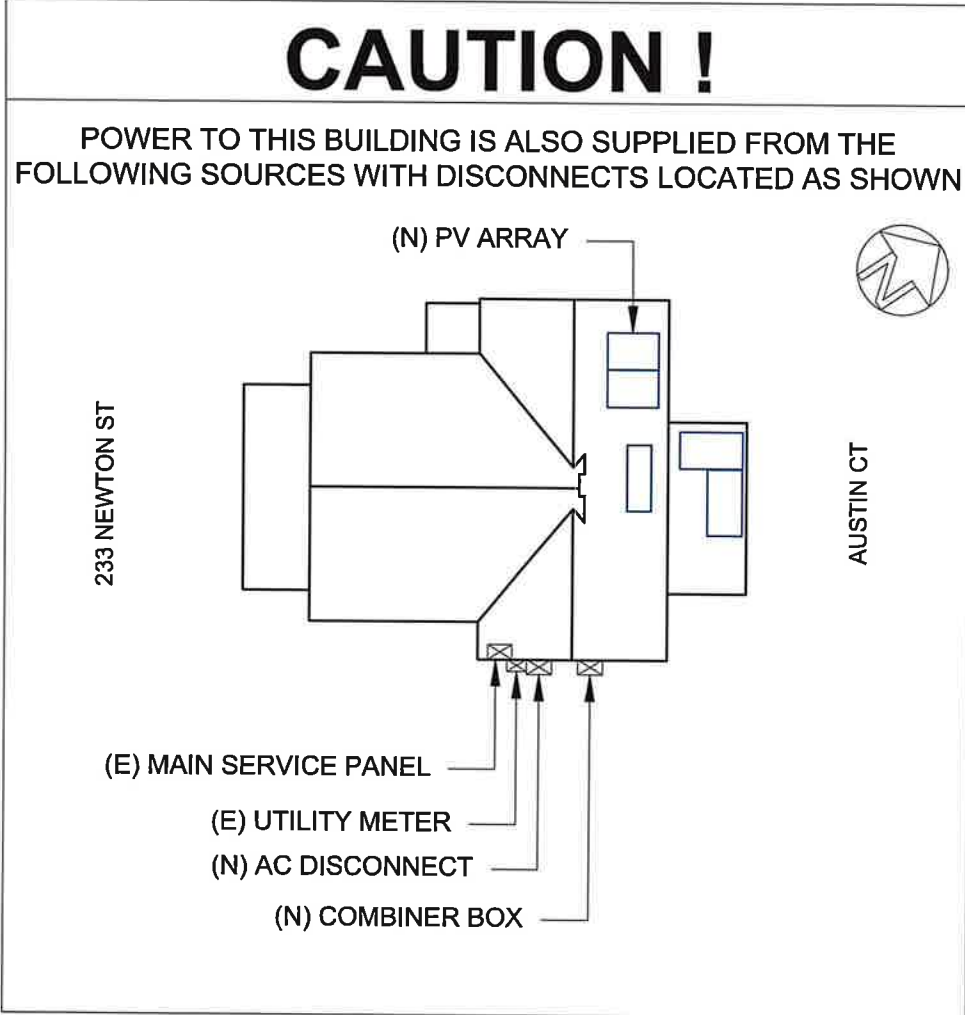 CAUTION !
POWER TO THIS BUILDING IS ALSO SUPPLIED FROM THE
FOLLOWING SOURCES WITH DISCONNECTS LOCATED AS SHOWN
(N) PV ARRAY
N
233 NEWTON ST
AUSTIN CT
(E) MAIN SERVICE PANEL
(E) UTILITY METER
(N) AC DISCONNECT
(N) COMBINER BOX